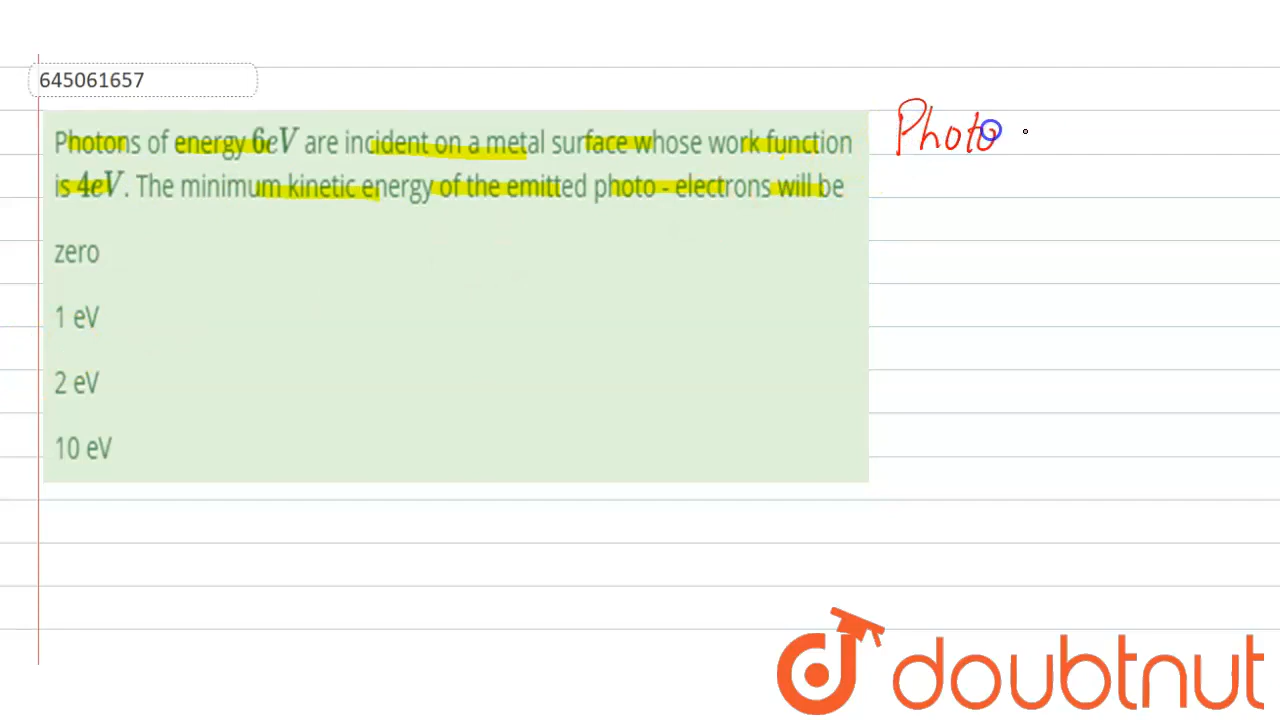 645061657
Photons of energy 6eV are incident on a metal surface whose work function
is 4eV. The minimum kinetic energy of the emitted photo - electrons will be
zero
1 eV
2 eV
10 eV
Photo
doubtnut